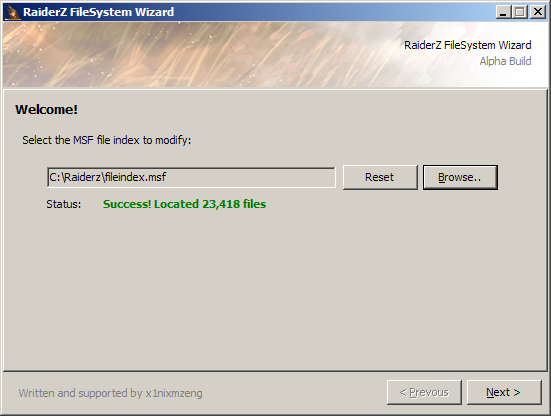 RaiderZ FileSystem Wizard
RaiderZ FileSystem Wizard
Alpha Build
Welcome!
Select the MSF file index to modify:
C:\Raiderz\fileindex.msf
Reset
Browse..
Status: Success! Located 23,418 files
Written and supported by x1nixmzeng
< Prevous
Next >